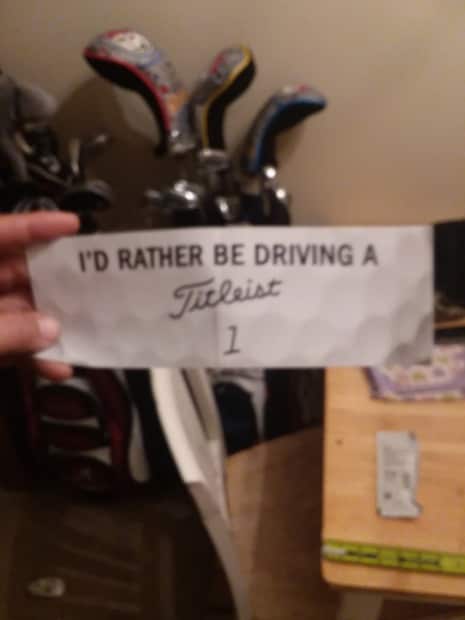 I'D RATHER BE DRIVING A
Titleist
1